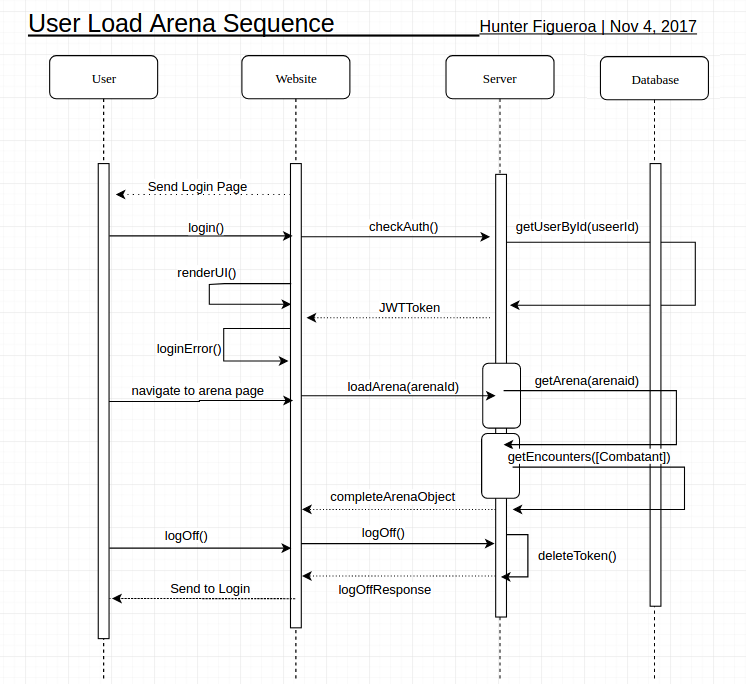 User Load Arena Sequence
Hunter Figueroa | Nov 4, 2017
User
Website
Server
Database
Send Login Page
login()
checkAuth()
getUserById(useerId)
renderUI()
JWTToken
loginError()
navigate to arena page
loadArena(arenaId)
getArena(arenaid)
getEncounters([Combatant])
completeArenaObject
logOff()
logOff()
deleteToken()
Send to Login
logOffResponse